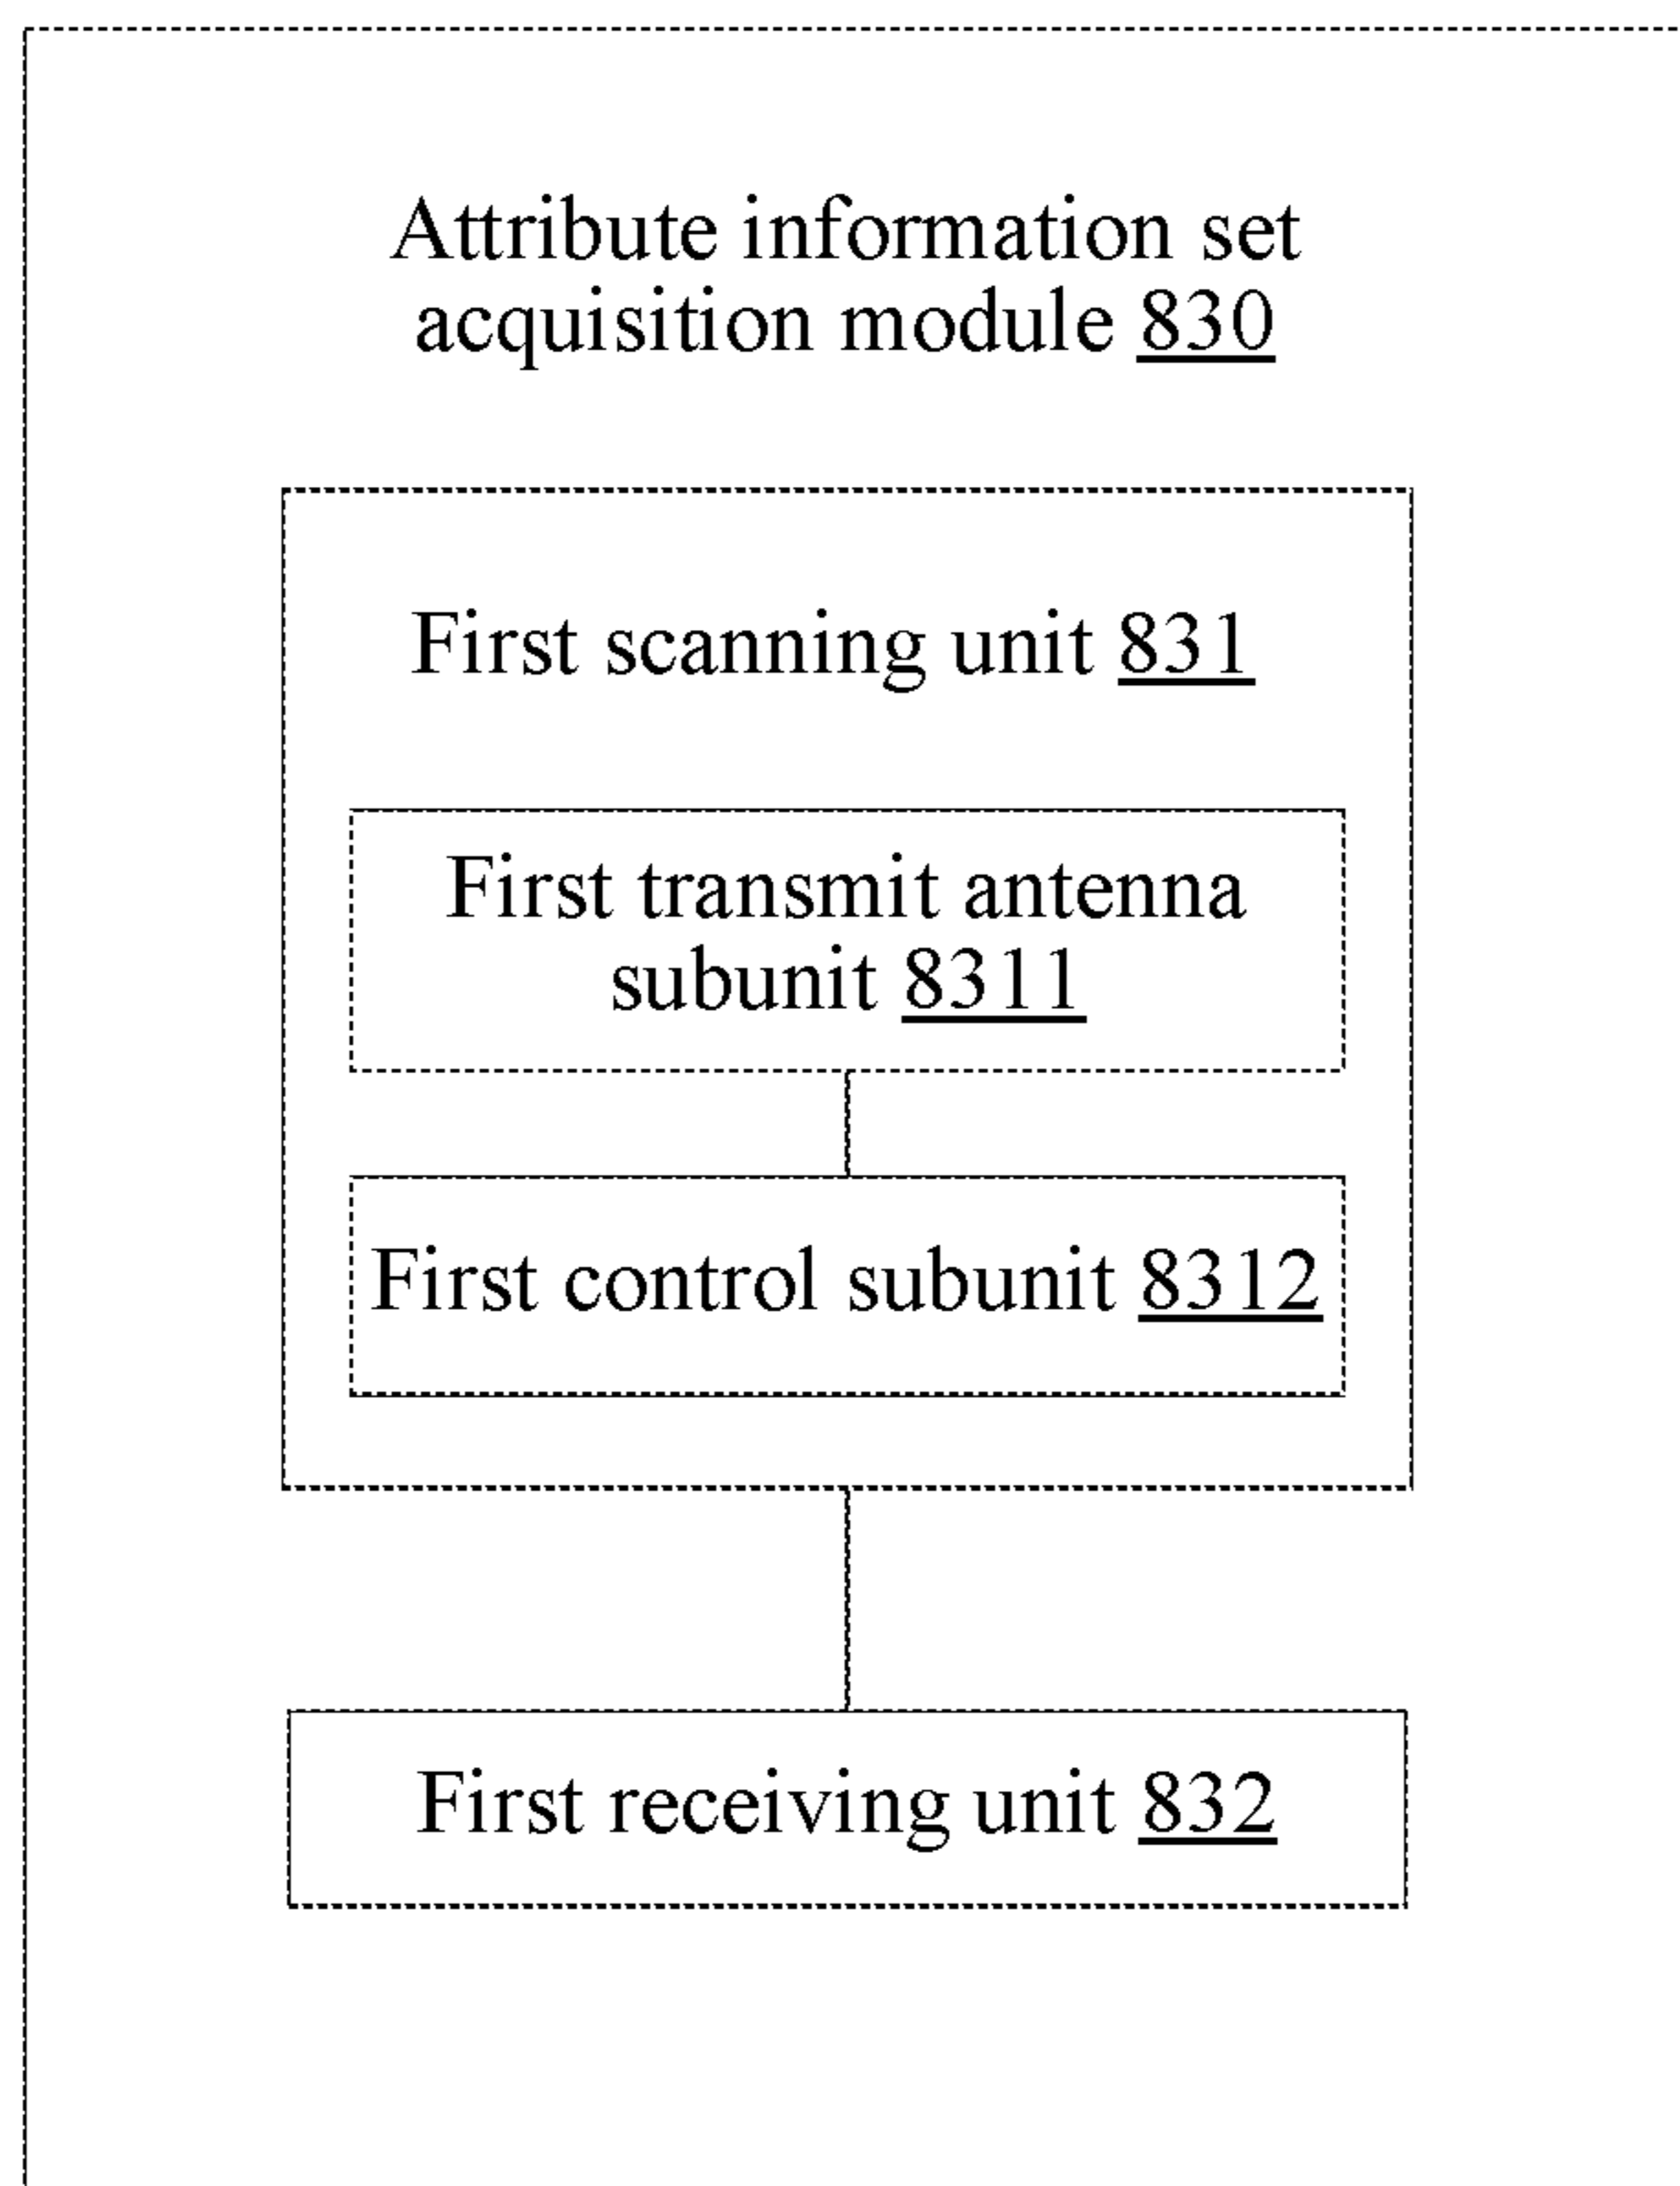 Attribute information set
acquisition module 830
First scanning unit 831
First transmit antenna
subunit 8311
First control subunit 8312
First receiving unit 832